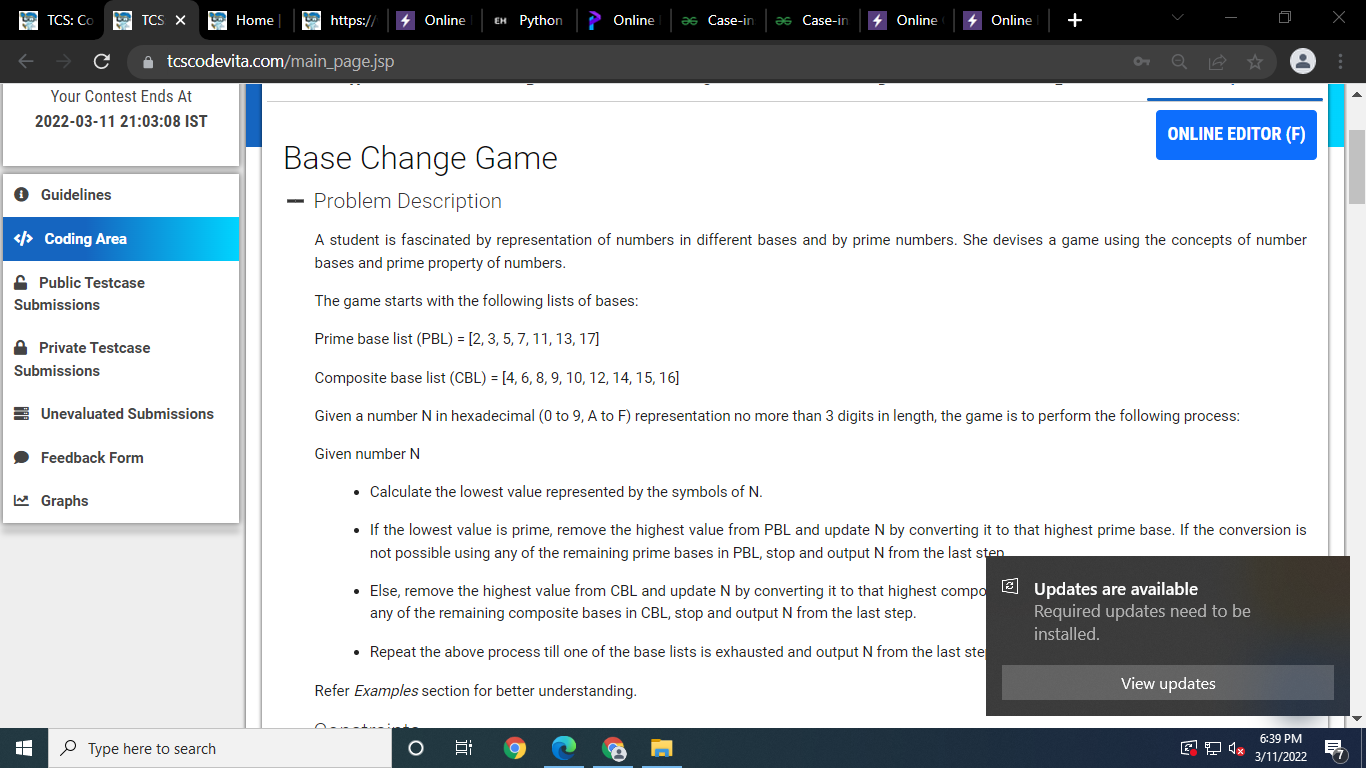 TCS: Co
TCS
Home |
https://
Online
EH Python
Online
Case-in
Case-in
Online
Online
tcscodevita.com/main_page.jsp
Your Contest Ends At
2022-03-11 21:03:08 IST
Guidelines
Coding Area
Public Testcase
Submissions
Private Testcase
Submissions
Unevaluated Submissions
Feedback Form
Graphs
ONLINE EDITOR (F)
Base Change Game
Problem Description
A student is fascinated by representation of numbers in different bases and by prime numbers. She devises a game using the concepts of number
bases and prime property of numbers.
The game starts with the following lists of bases:
Prime base list (PBL) = [2, 3, 5, 7, 11, 13, 17]
Composite base list (CBL) = [4, 6, 8, 9, 10, 12, 14, 15, 16]
Given a number N in hexadecimal (0 to 9, A to F) representation no more than 3 digits in length, the game is to perform the following process:
Given number N
• Calculate the lowest value represented by the symbols of N.
• If the lowest value is prime, remove the highest value from PBL and update N by converting it to that highest prime base. If the conversion is
not possible using any of the remaining prime bases in PBL, stop and output N from the last step
• Else, remove the highest value from CBL and update N by converting it to that highest compo
any of the remaining composite bases in CBL, stop and output N from the last step.
• Repeat the above process till one of the base lists is exhausted and output N from the last step
Refer Examples section for better understanding.
Constraints
Updates are available
Required updates need to be
installed.
View updates
Type here to search
6:39 PM
3/11/2022
7